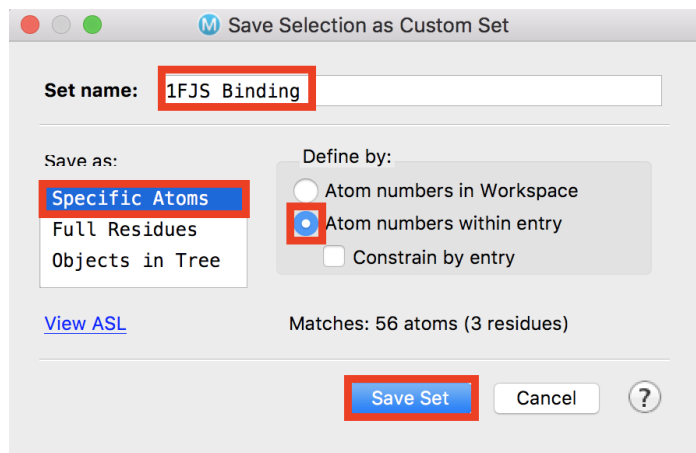 M Save Selection as Custom Set
Set name: 1FJS Binding
Save as:
Define by:
Specific Atoms
Full Residues
Objects in Tree
Atom numbers in Workspace
Atom numbers within entry
Constrain by entry
View ASL
Matches: 56 atoms (3 residues)
Save Set
Cancel
?